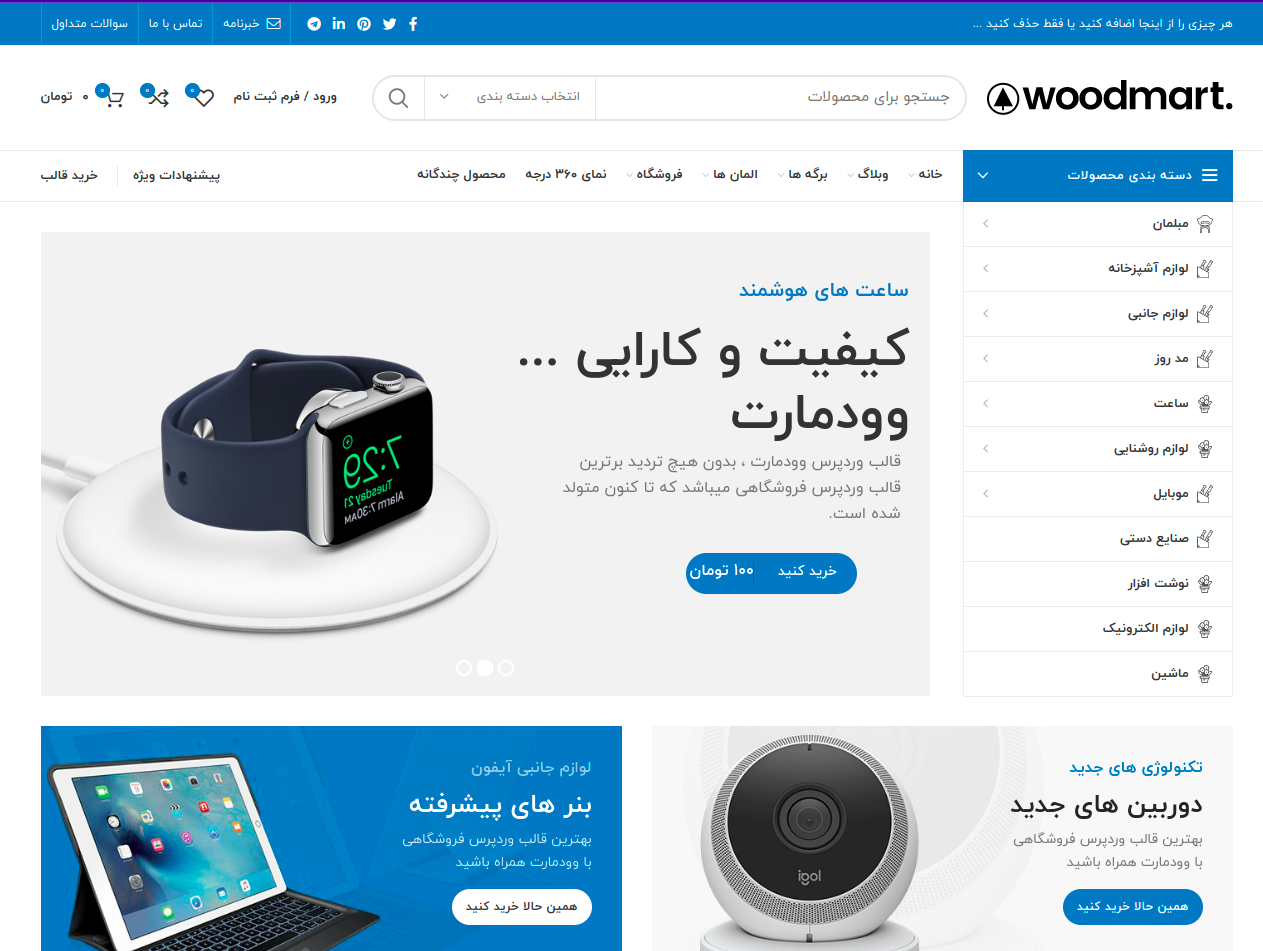 هر چیزی را از اینجا اضافه کنید یا فقط حذف کنید ...
خبرنامه
تماس با ما
سوالات متداول
woodmart.
جستجو برای محصولات
انتخاب دسته بندی
ورود / فرم ثبت نام
۰
۰
۰
۰ تومان
دسته بندی محصولات
خانه
وبلاگ
برگه ها
المان ها
فروشگاه
نمای ۳۶۰ درجه
محصول چندگانه
پیشنهادات ویژه
خرید قالب
مبلمان
لوازم آشپزخانه
لوازم جانبی
مد روز
ساعت
لوازم روشنایی
موبایل
صنایع دستی
نوشت افزار
لوازم الکترونیک
ماشین
ساعت های هوشمند
کیفیت و کارایی ...
وودمارت
قالب وردپرس وودمارت ، بدون هیچ تردید برترین
قالب وردپرس فروشگاهی میباشد که تا کنون متولد
شده است.
خرید کنید
۱۰۰ تومان
7:29
Tuesday 21
Alarm 7:30AM
تکنولوژی های جدید
دوربین های جدید
بهترین قالب وردپرس فروشگاهی
با وودمارت همراه باشید
همین حالا خرید کنید
لوازم جانبی آیفون
بنر های پیشرفته
بهترین قالب وردپرس فروشگاهی
با وودمارت همراه باشید
همین حالا خرید کنید